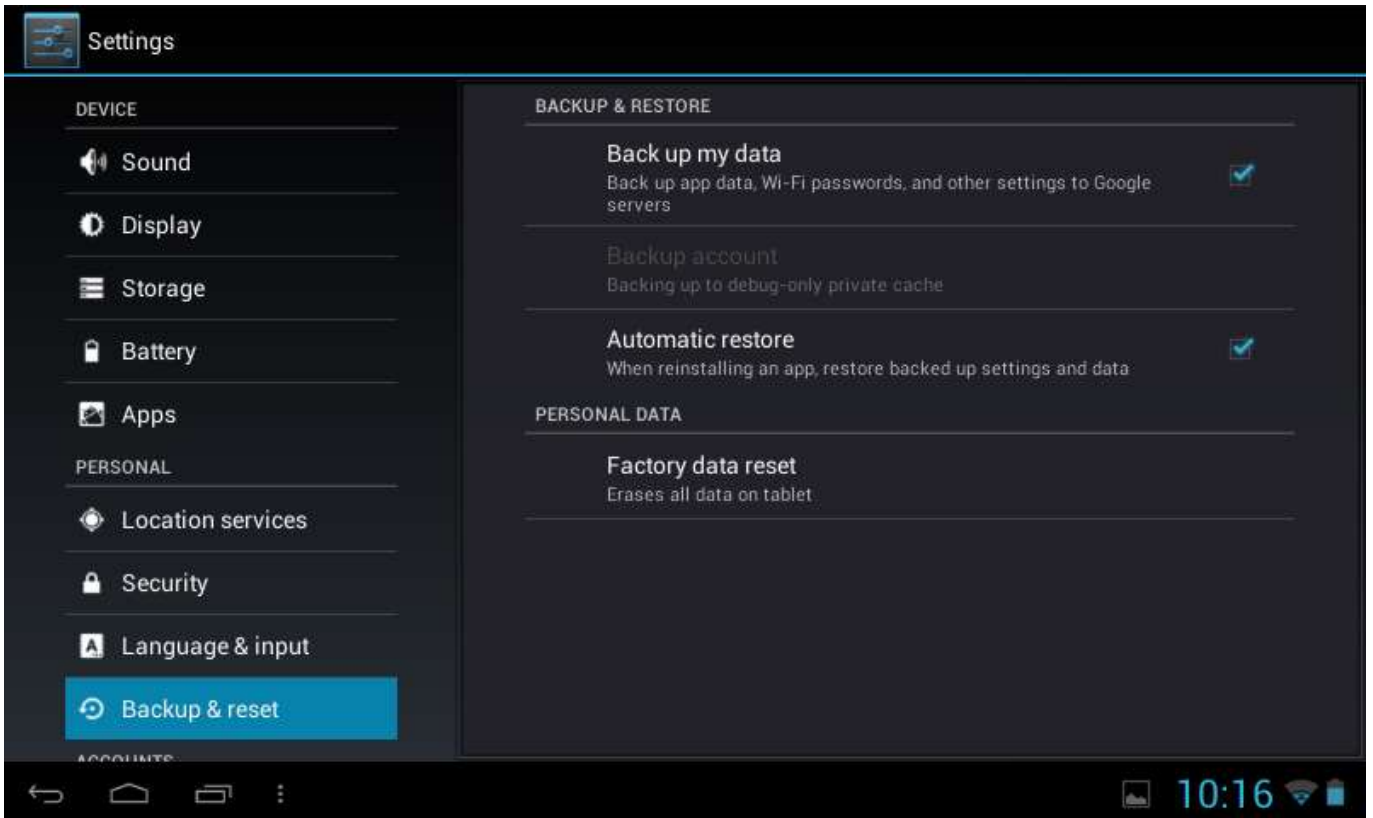 Settings
DEVICE
Sound
Display
Storage
Battery
Apps
PERSONAL
Location services
Security
Language & input
Backup & reset
ACCOUNTS
BACKUP & RESTORE
Back up my data
Back up app data, Wi-Fi passwords, and other settings to Google
servers
Backup account
Backing up to debug-only private cache
Automatic restore
When reinstalling an app, restore backed up settings and data
PERSONAL DATA
Factory data reset
Erases all data on tablet
10:16